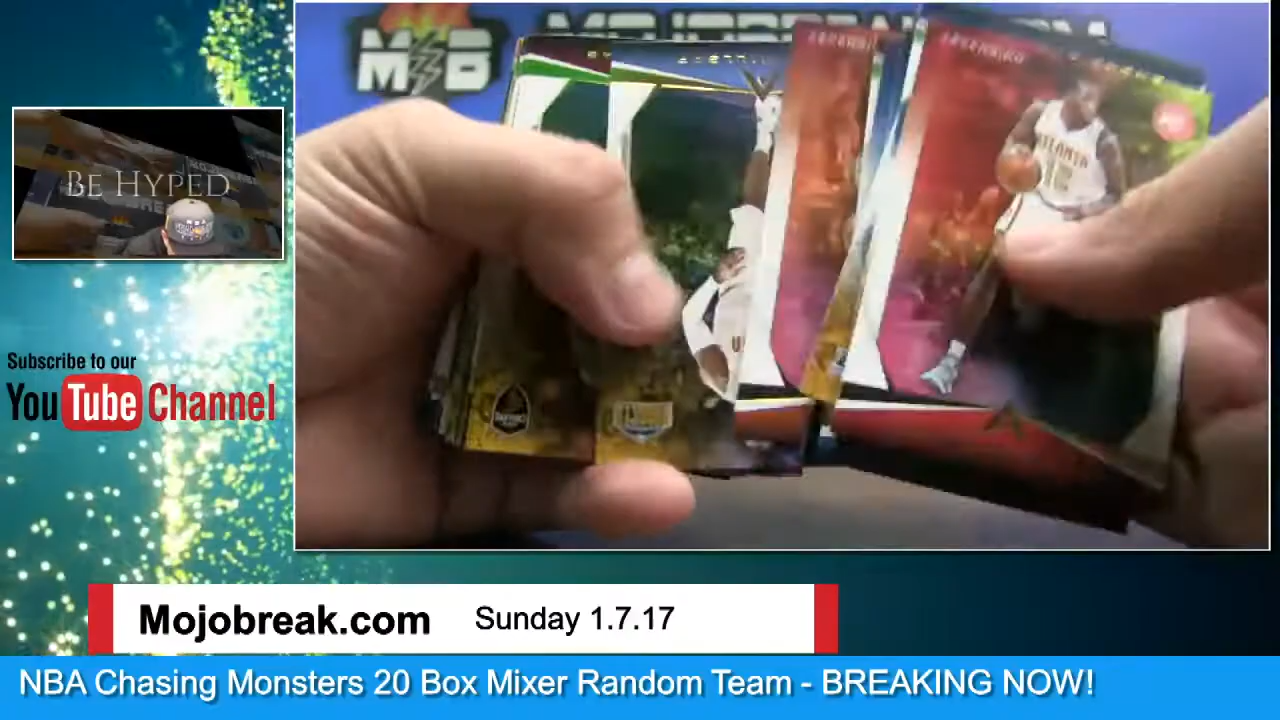 MB
BE HYPED
Subscribe to our
YouTube Channel
ATLANTA
Mojobreak.com
Sunday 1.7.17
NBA Chasing Monsters 20 Box Mixer Random Team - BREAKING NOW!